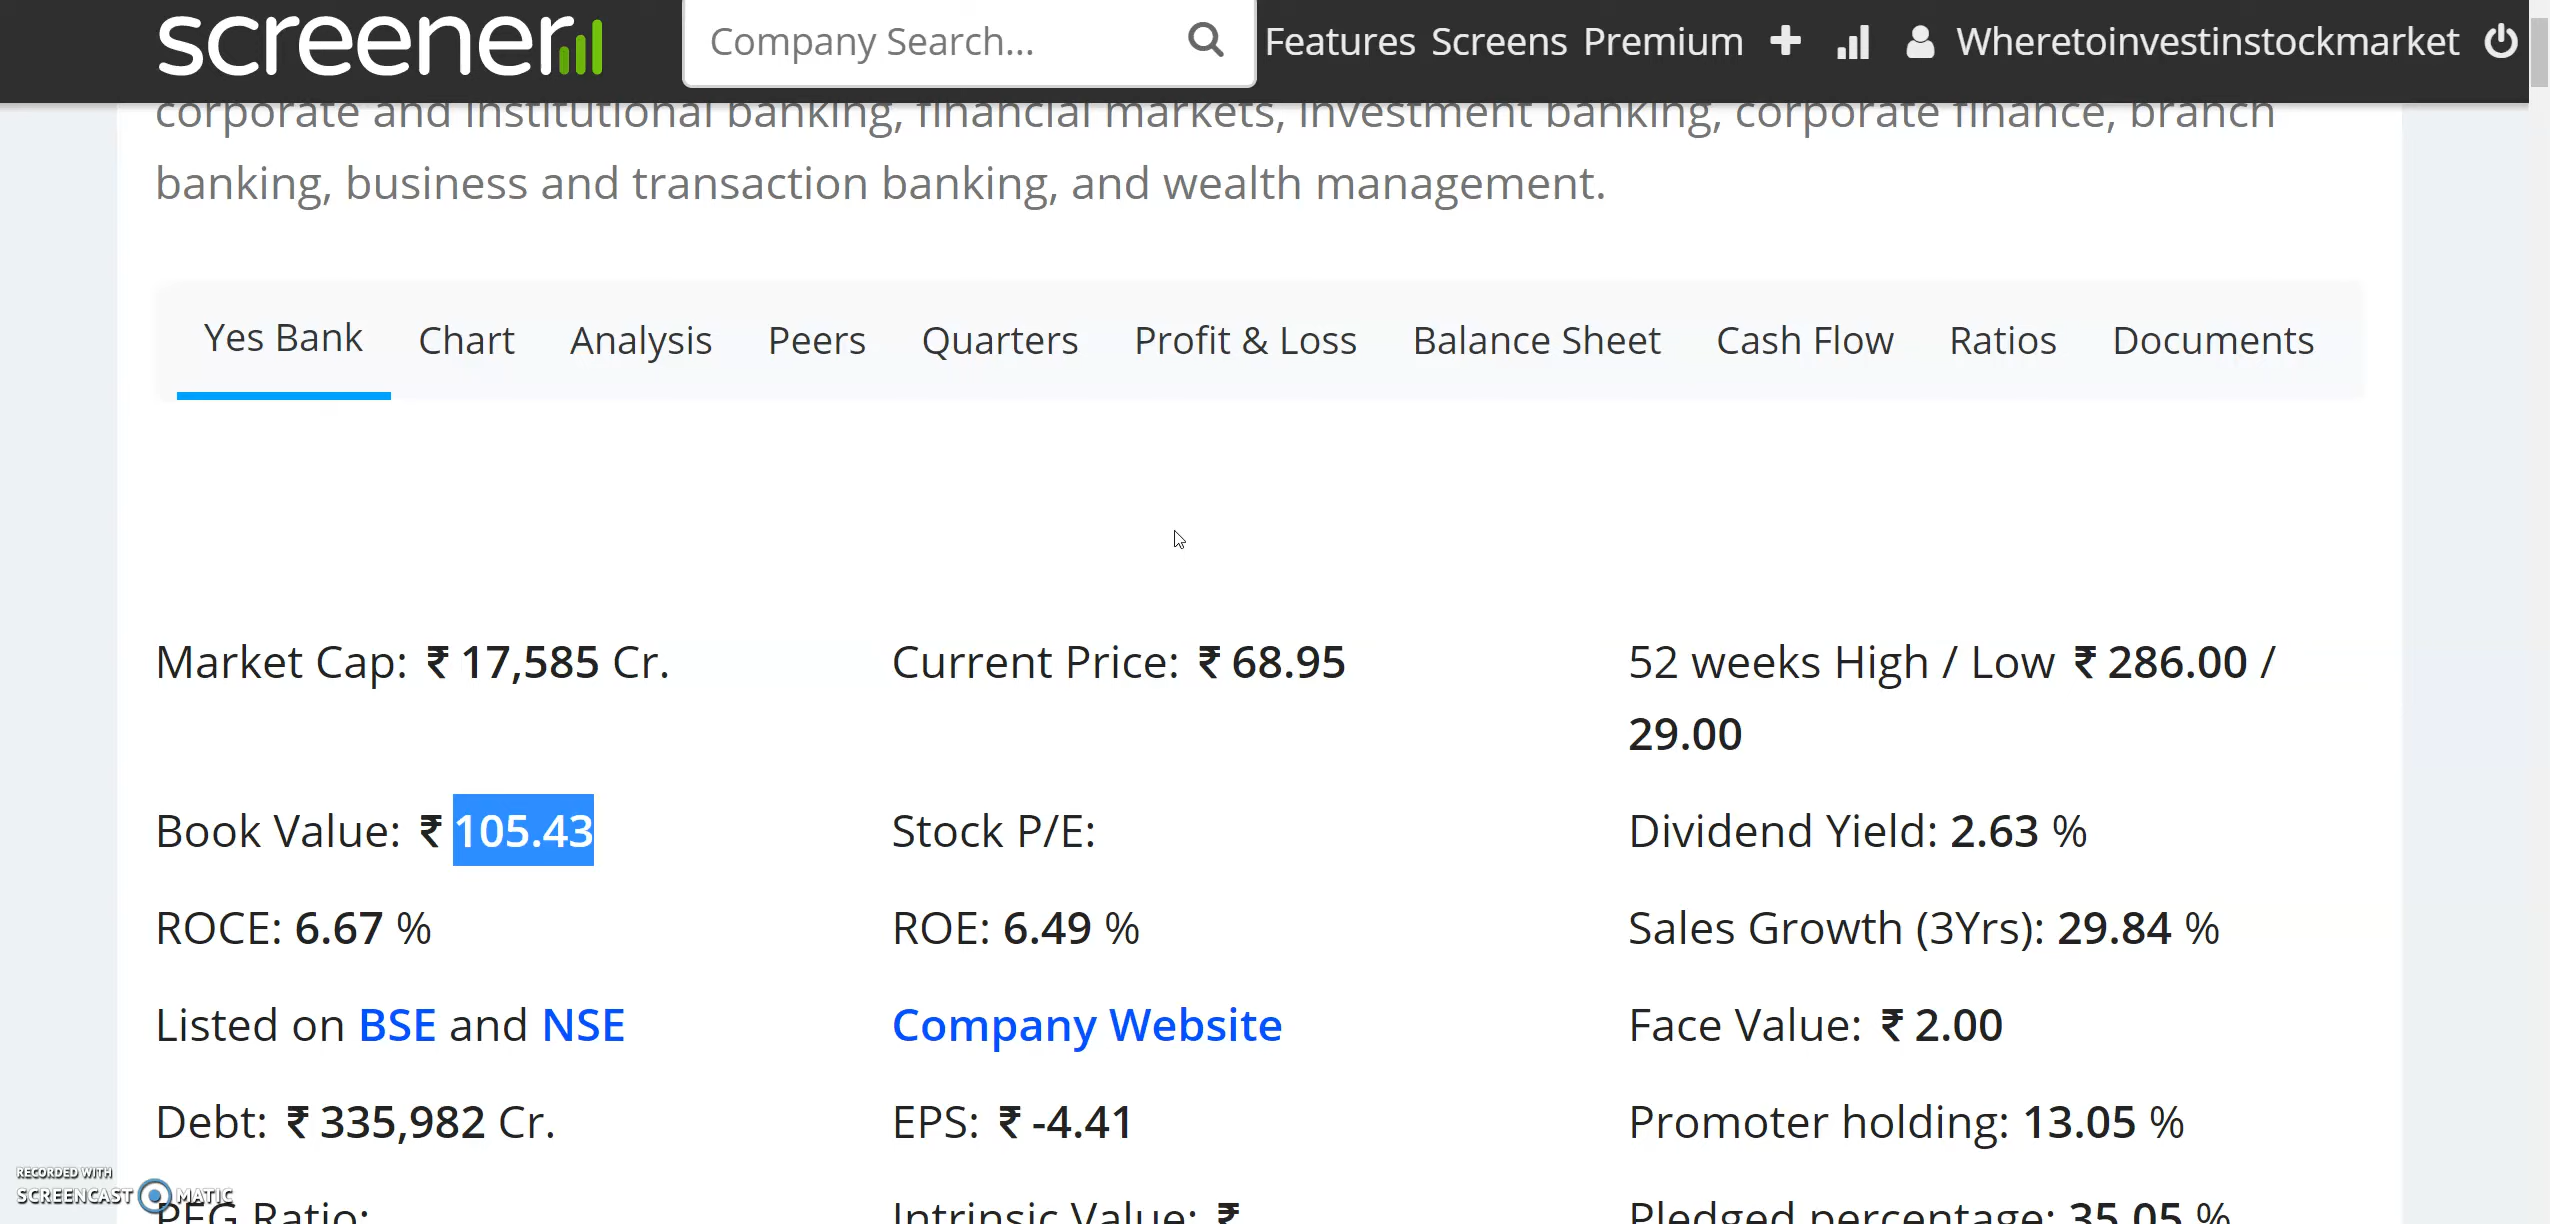 screener
Company Search...
Features Screens Premium Wheretoinvestinstockmarket
corporate and institutional banking, financial markets, investment banking, corporate finance, branch
banking, business and transaction banking, and wealth management.
Yes Bank Chart Analysis Peers Quarters Profit & Loss Balance Sheet Cash Flow Ratios Documents
Market Cap: ₹ 17,585 Cr. Current Price: ₹ 68.95 52 weeks High / Low ₹ 286.00 /
29.00
Book Value: ₹ 105.43 Stock P/E: Dividend Yield: 2.63 %
ROCE: 6.67 % ROE: 6.49 % Sales Growth (3Yrs): 29.84 %
Listed on BSE and NSE Company Website Face Value: ₹ 2.00
Debt: ₹ 335,982 Cr. EPS: ₹ -4.41 Promoter holding: 13.05 %
RECORDED WITH
SCREENCAST MATIC
PEG Ratio: Intrinsic Value: ₹ Pledged percentage: 35.05 %